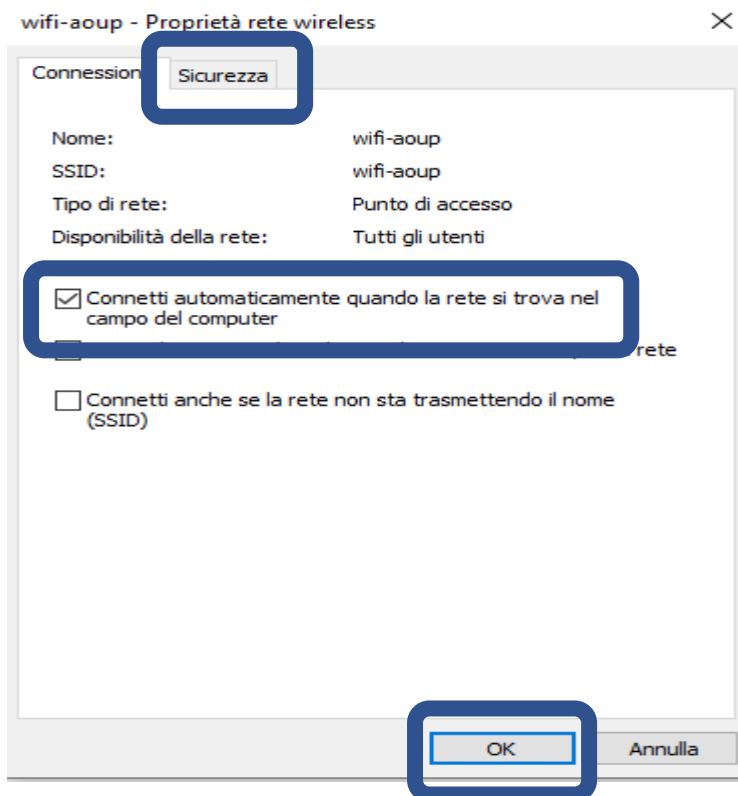 wifi-aoup - Proprietà rete wireless
Connession Sicurezza
Nome: wifi-aoup
SSID: wifi-aoup
Tipo di rete: Punto di accesso
Disponibilità della rete: Tutti gli utenti
Connetti automaticamente quando la rete si trova nel
campo del computer
rete
Connetti anche se la rete non sta trasmettendo il nome
(SSID)
OK Annulla